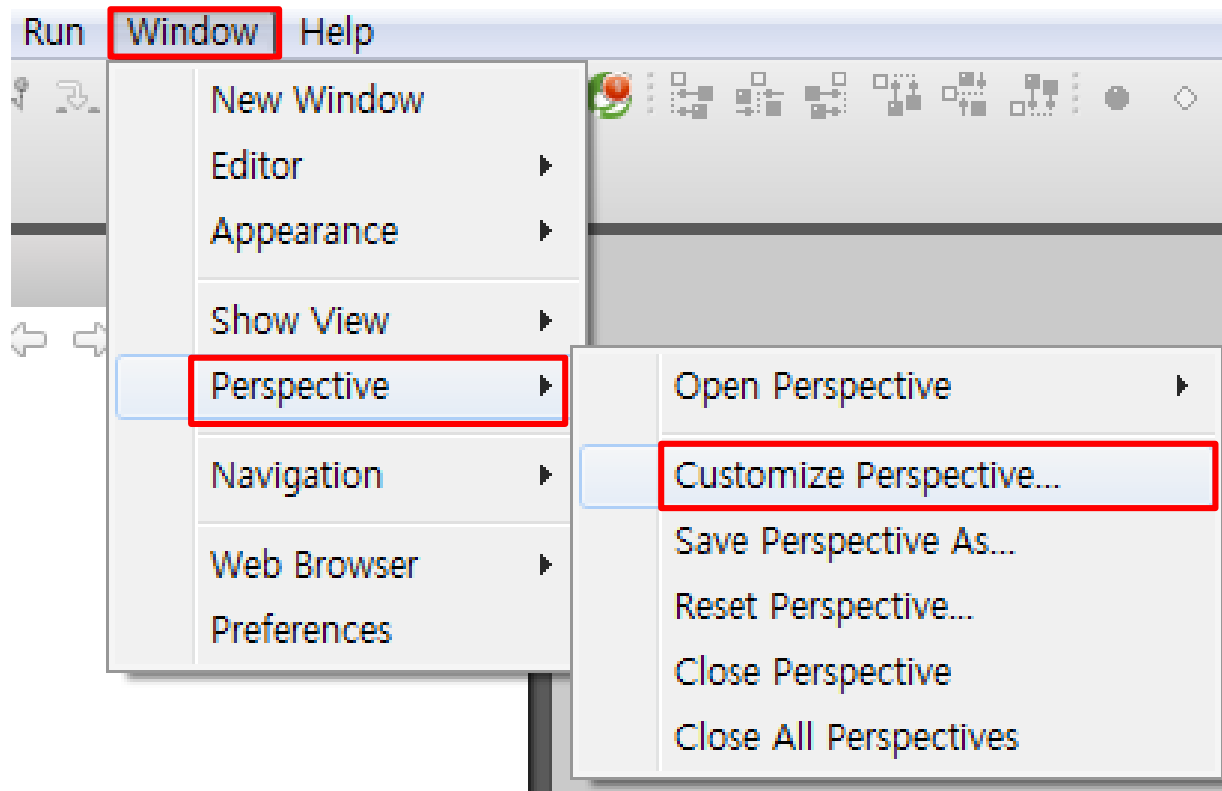 Run Window Help
New Window
Editor
Appearance
Show View
Perspective
Navigation
Web Browser
Preferences
Open Perspective
Customize Perspective...
Save Perspective As...
Reset Perspective...
Close Perspective
Close All Perspectives